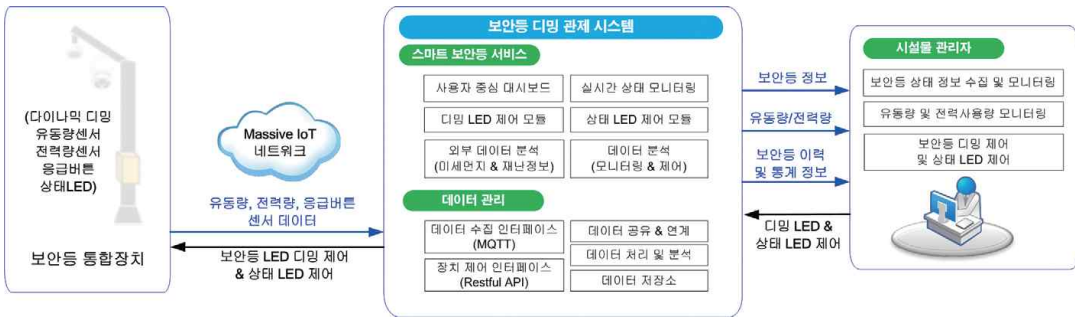 (다이나믹 디밍
유동량센서
전력량센서
응급버튼
상태LED)
보안등 통합장치
Massive IoT
네트워크
유동량, 전력량, 응급버튼
센서 데이터
보안등 LED 디밍 제어
& 상태 LED 제어
보안등 디밍 관제 시스템
스마트 보안등 서비스
사용자 중심 대시보드
실시간 상태 모니터링
디밍 LED 제어 모듈
상태 LED 제어 모듈
외부 데이터 분석
(미세먼지 & 재난정보)
데이터 분석
(모니터링 & 제어)
데이터 관리
데이터 수집 인터페이스
(MQTT)
장치 제어 인터페이스
(Restful API)
데이터 공유 & 연계
데이터 처리 및 분석
데이터 저장소
보안등 정보
유동량/전력량
보안등 이력
및 통계 정보
디밍 LED &
상태 LED 제어
시설물 관리자
보안등 상태 정보 수집 및 모니터링
유동량 및 전력사용량 모니터링
보안등 디밍 제어
및 상태 LED 제어